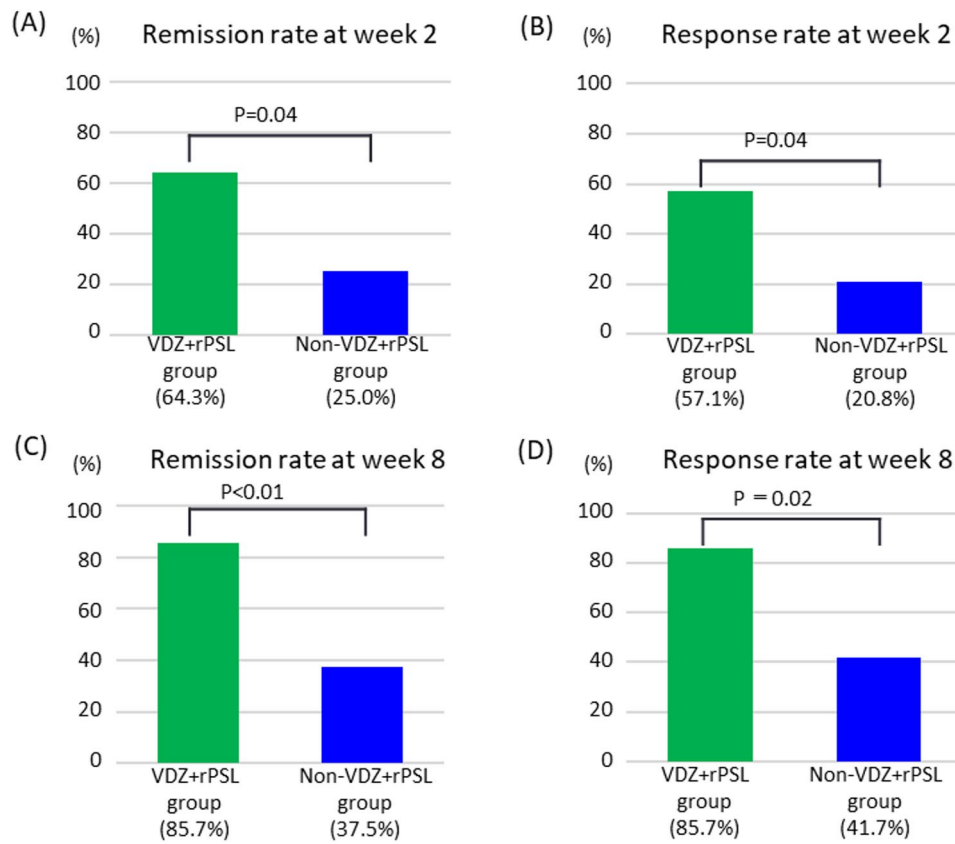 (A) (%) Remission rate at week 2
100
P=0.04
80
60
40
20
0
VDZ+rPSL group (64.3%)
Non-VDZ+rPSL group (25.0%)
(B) (%) Response rate at week 2
100
80
P=0.04
60
40
20
0
VDZ+rPSL group (57.1%)
Non-VDZ+rPSL group (20.8%)
(C) (%) Remission rate at week 8
P<0.01
100
80
60
40
20
0
VDZ+rPSL group (85.7%)
Non-VDZ+rPSL group (37.5%)
(D) (%) Response rate at week 8
P = 0.02
100
80
60
40
20
0
VDZ+rPSL group (85.7%)
Non-VDZ+rPSL group (41.7%)